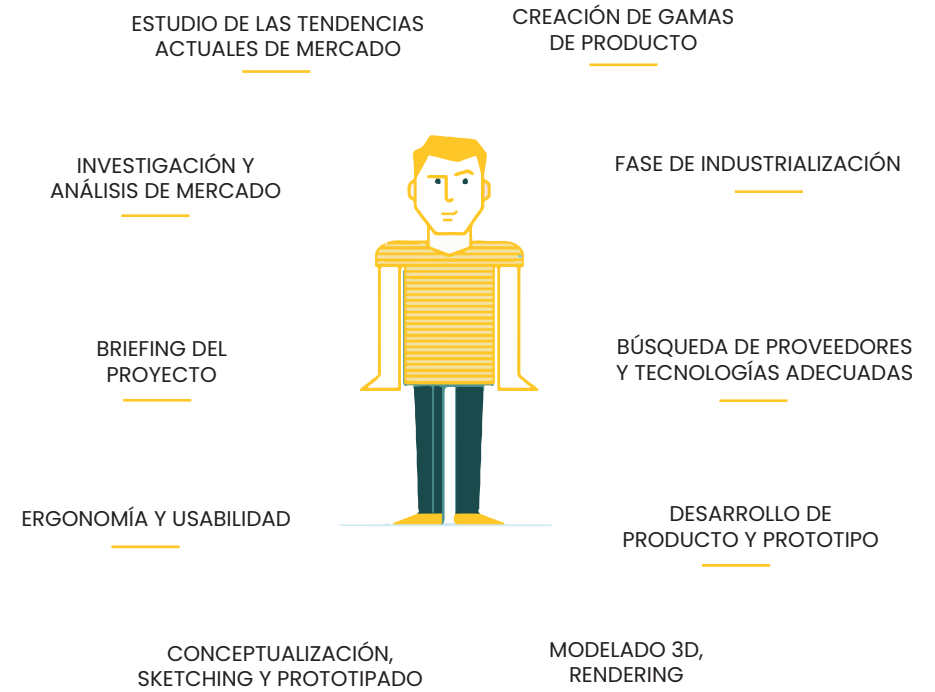 ESTUDIO DE LAS TENDENCIAS
ACTUALES DE MERCADO
CREACIÓN DE GAMAS
DE PRODUCTO
INVESTIGACIÓN Y
ANÁLISIS DE MERCADO
FASE DE INDUSTRIALIZACIÓN
BRIEFING DEL
PROYECTO
BÚSQUEDA DE PROVEEDORES
Y TECNOLOGÍAS ADECUADAS
ERGONOMÍA Y USABILIDAD
DESARROLLO DE
PRODUCTO Y PROTOTIPO
CONCEPTUALIZACIÓN,
SKETCHING Y PROTOTIPADO
MODELADO 3D,
RENDERING